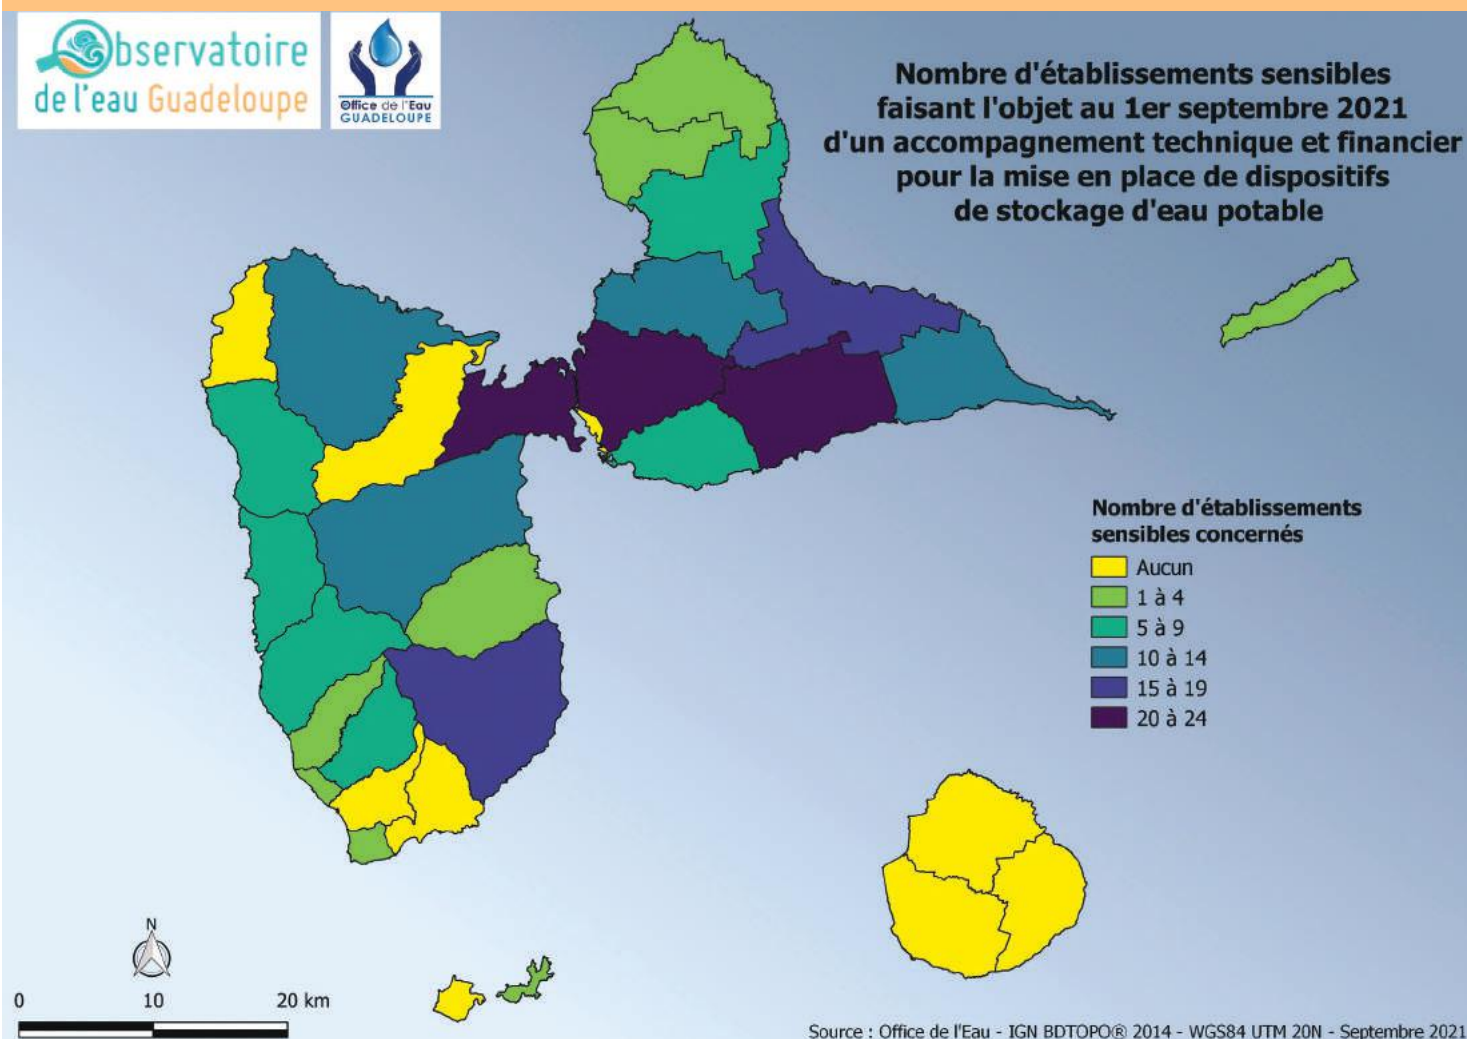 Observatoire
de l'eau Guadeloupe
Office de l'Eau
GUADELOUPE
Nombre d'établissements sensibles
faisant l'objet au 1er septembre 2021
d'un accompagnement technique et financier
pour la mise en place de dispositifs
de stockage d'eau potable
Nombre d'établissements
sensibles concernés
Aucun
1 à 4
5 à 9
10 à 14
15 à 19
20 à 24
N
0 10 20 km
Source : Office de l'Eau - IGN BDTOPO® 2014 - WGS84 UTM 20N - Septembre 2021